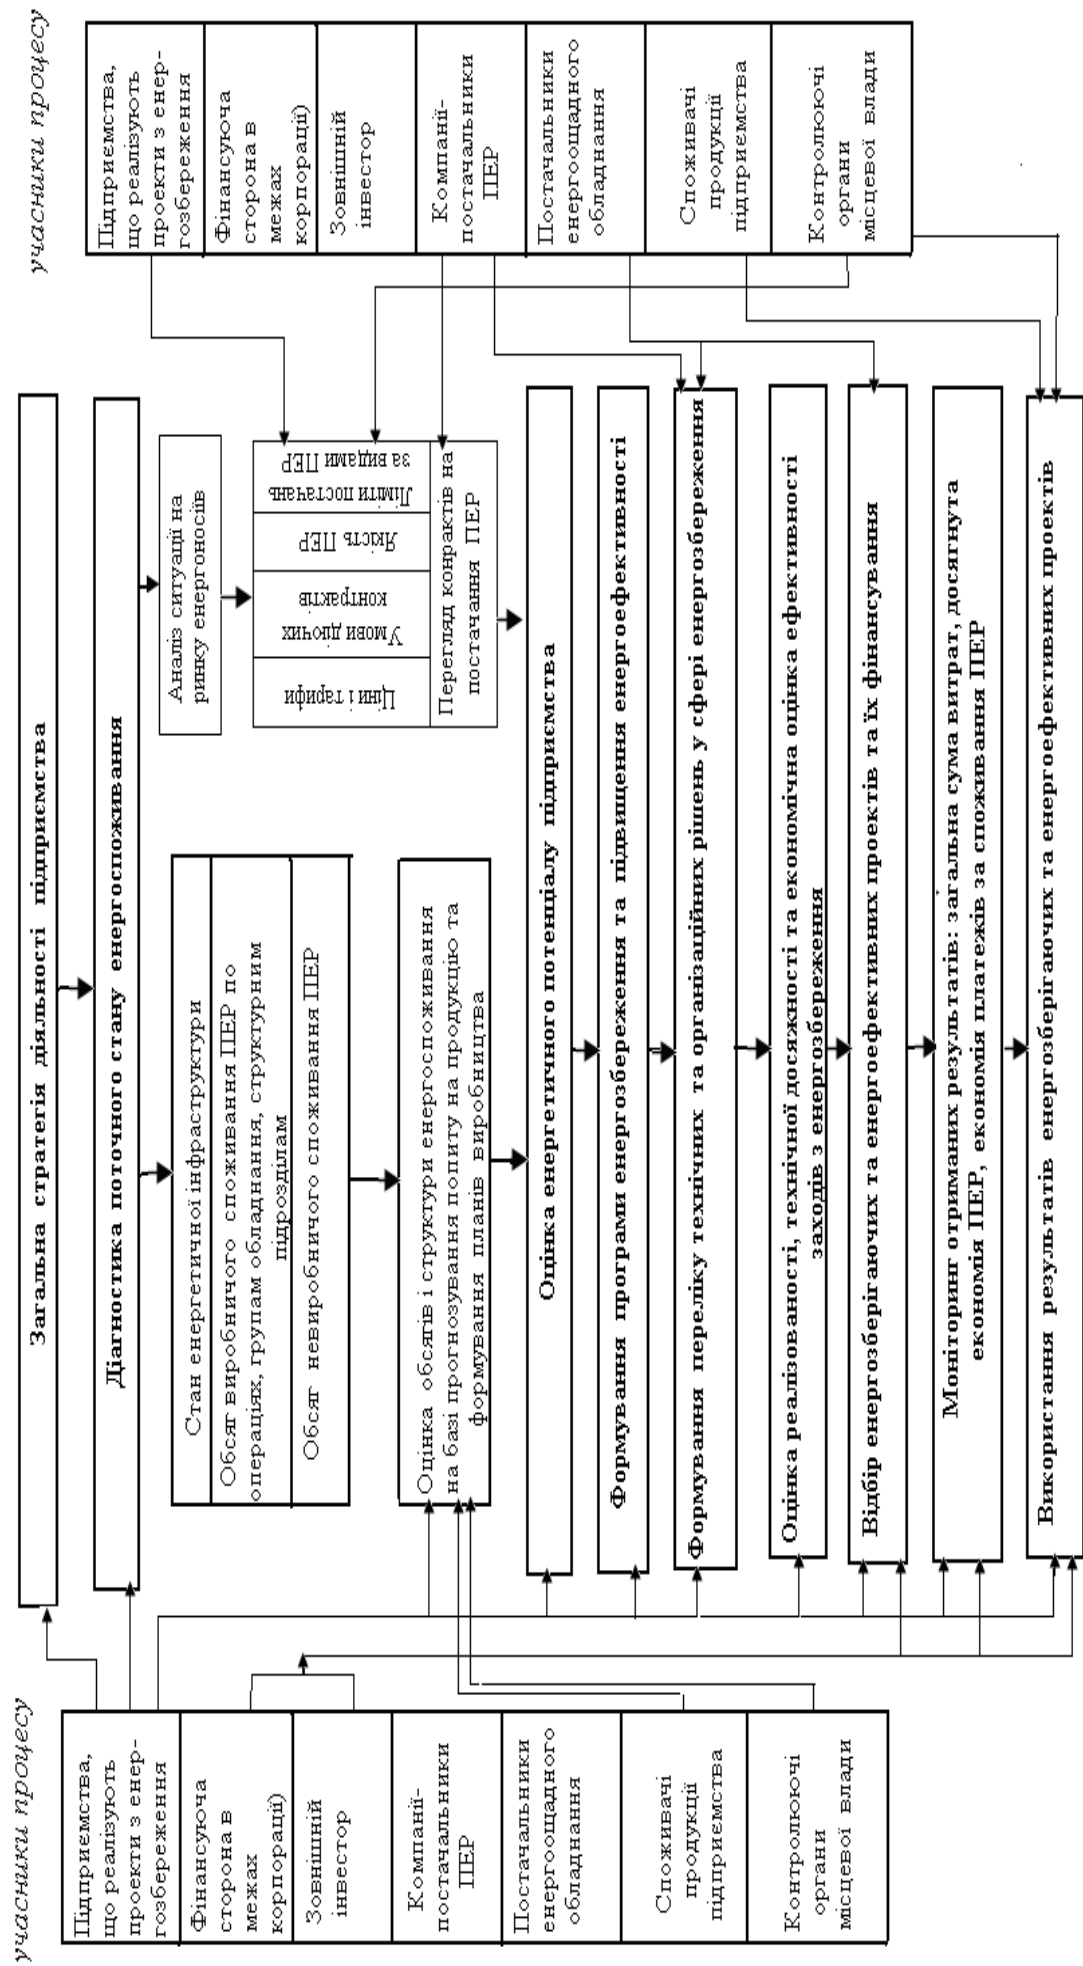 учасники процесу
Підприємства,
що реалізують
проекти з енер-
гозбереження
Фінансуюча
сторона в
межах
корпорації)
Зовнішній
інвестор
Компанії-
постачальники
ПЕР
Постачальники
енергоощадного
обладнання
Споживачі
продукції
підприємства
Контролюючі
органи
місцевої влади
Загальна стратегія діяльності підприємства
Діагностика поточного стану енергоспоживання
Стан енергетичної інфраструктури
Обсяг виробничого споживання ПЕР по
операціях, групам обладнання, структурним
підрозділам
Обсяг невиробничого споживання ПЕР
Оцінка обсягів і структури енергоспоживання
на базі прогнозування попиту на продукцію та
формування планів виробництва
Аналіз ситуації на
ринку енергоносіїв
Ціни і тарифи
Умови діючих
контрактів
Якість ПЕР
Ліміти постачань
за видами ПЕР
Перегляд конрактів на
постачання ПЕР
Оцінка енергетичного потенціалу підприємства
Формування програми енергозбереження та підвищення енергоефективності
Формування переліку технічних та організаційних рішень у сфері енергозбереження
Оцінка реалізованості, технічної досяжності та економічна оцінка ефективності
заходів з енергозбереження
Відбір енергозберігаючих та енергоефективних проектів та їх фінансування
Моніторинг отриманих результатів: загальна сума витрат, досягнута
економія ПЕР, економія платежів за споживання ПЕР
Використання результатів енергозберігаючих та енергоефективних проектів
учасники процесу
Підприємства,
що реалізують
проекти з енер-
гозбереження
Фінансуюча
сторона в
межах
корпорації)
Зовнішній
інвестор
Компанії-
постачальники
ПЕР
Постачальники
енергоощадного
обладнання
Споживачі
продукції
підприємства
Контролюючі
органи
місцевої влади